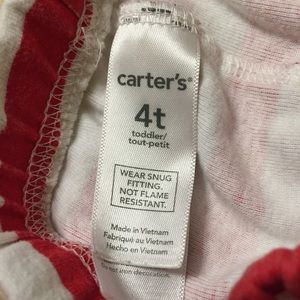 carter's®
4t
toddler/
tout-petit
WEAR SNUG
FITTING.
NOT FLAME
RESISTANT.
Made in Vietnam
Fabriqué au Vietnam
Hecho en Vietnam